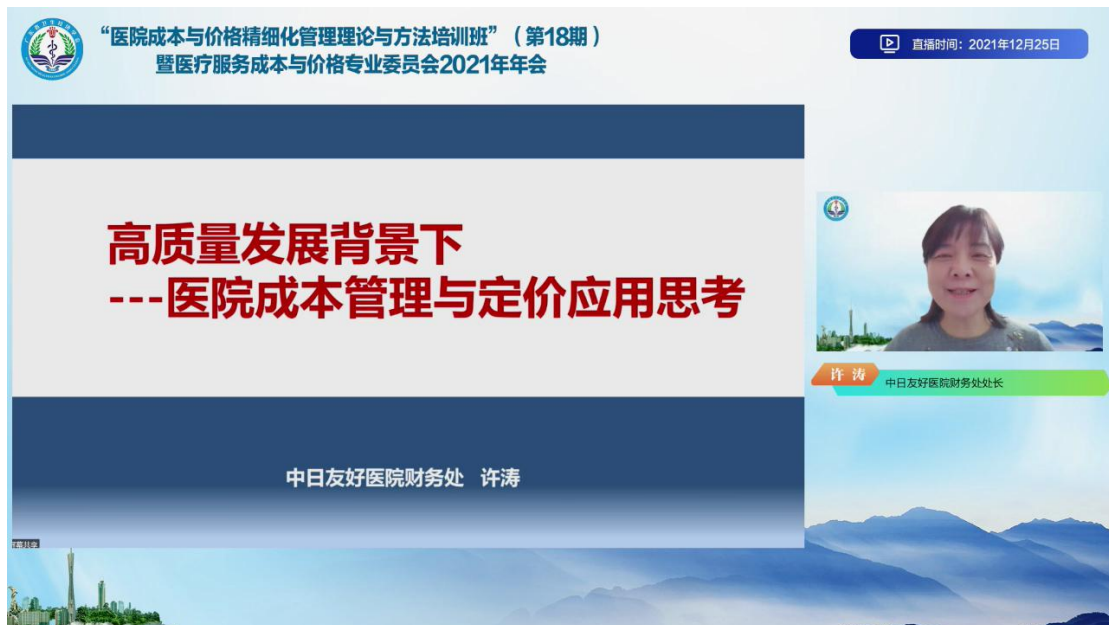 “医院成本与价格精细化管理理论与方法培训班”（第18期）
暨医疗服务成本与价格专业委员会2021年年会
直播时间：2021年12月25日
高质量发展背景下
---医院成本管理与定价应用思考
许 涛
中日友好医院财务处处长
中日友好医院财务处 许涛